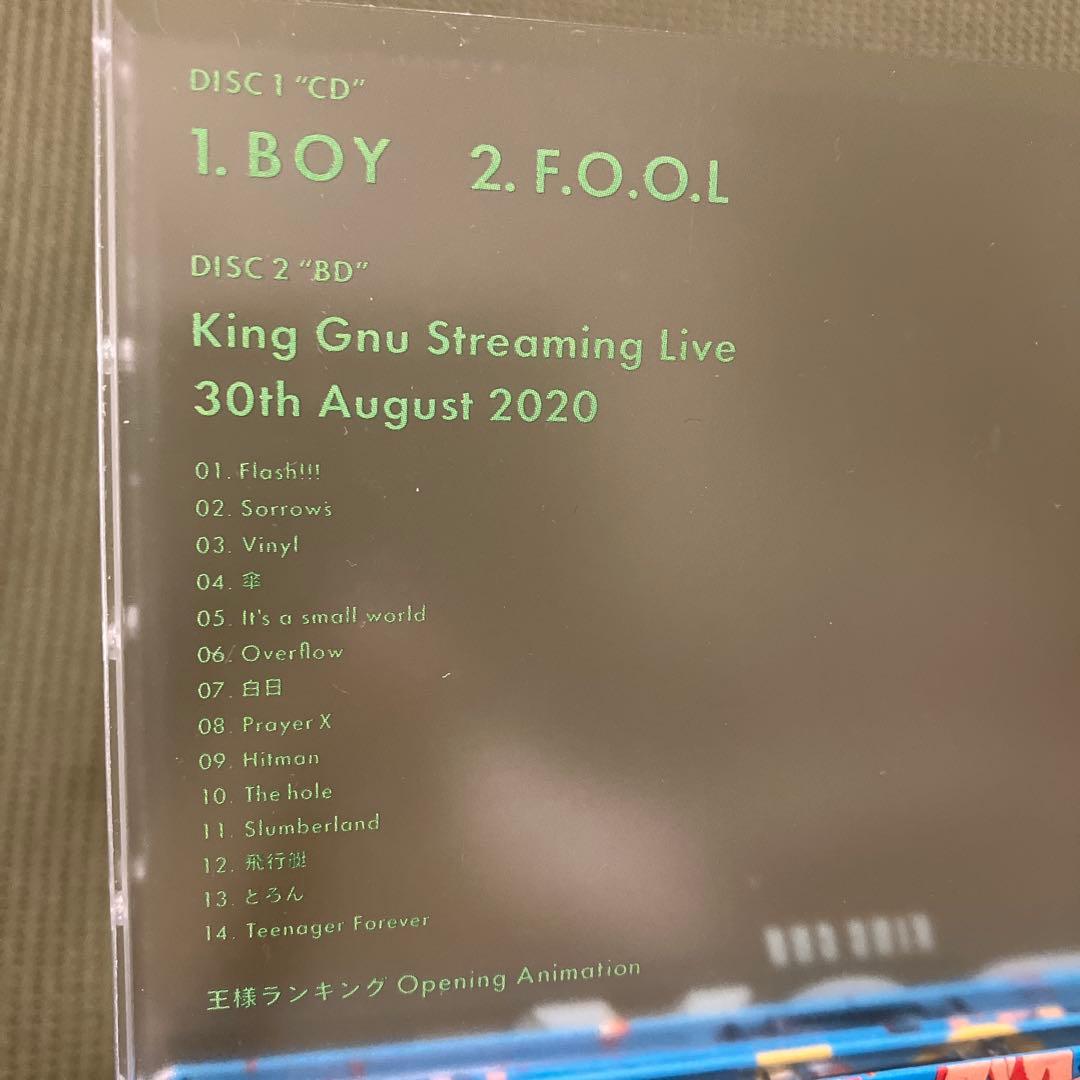 DISC 1 “CD”
1. BOY 2. F.O.O.L
DISC 2 “BD”
King Gnu Streaming Live
30th August 2020
01. Flash!!!
02. Sorrows
03. Vinyl
04. 傘
05. It's a small world
06. Overflow
07. 白日
08. Prayer X
09. Hitman
10. The hole
11. Slumberland
12. 飛行艇
13. とろん
14. Teenager Forever
王様ランキング Opening Animation